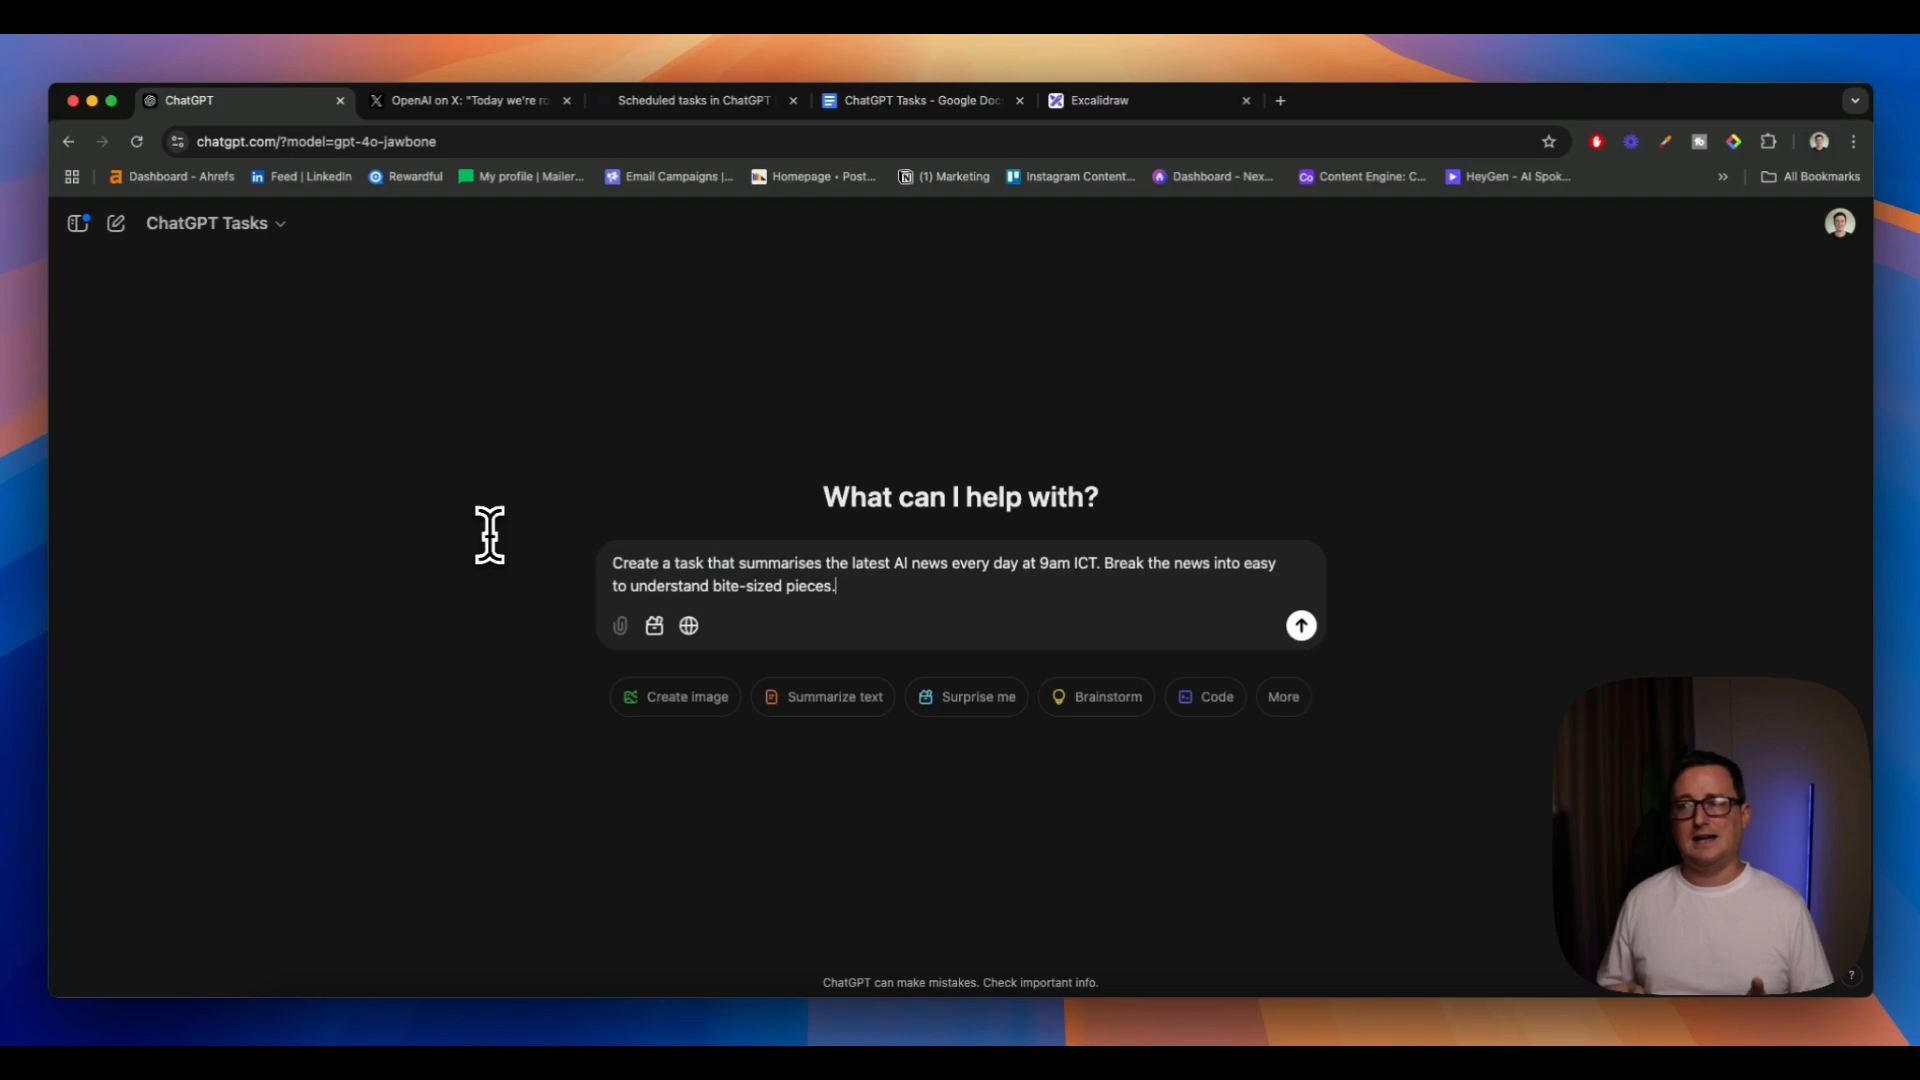 ChatGPT
OpenAI on X: "Today we're ro
Scheduled tasks in ChatGPT
ChatGPT Tasks - Google Doc
Excalidraw
chatgpt.com/?model=gpt-4o-jawbone
Dashboard - Ahrefs
Feed | LinkedIn
Rewardful
My profile | Mailer...
Email Campaigns |...
Homepage • Post...
(1) Marketing
Instagram Content...
Dashboard - Nex...
Content Engine: C...
HeyGen - AI Spok...
All Bookmarks
ChatGPT Tasks
What can I help with?
Create a task that summarises the latest AI news every day at 9am ICT. Break the news into easy
to understand bite-sized pieces.
Create image
Summarize text
Surprise me
Brainstorm
Code
More
ChatGPT can make mistakes. Check important info.
?